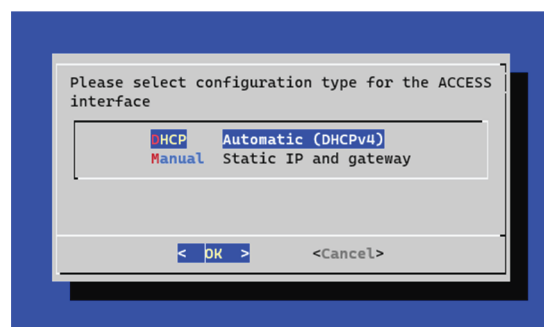 Please select configuration type for the ACCESS
interface
DHCP Automatic (DHCPv4)
Manual Static IP and gateway
< OK > <Cancel>